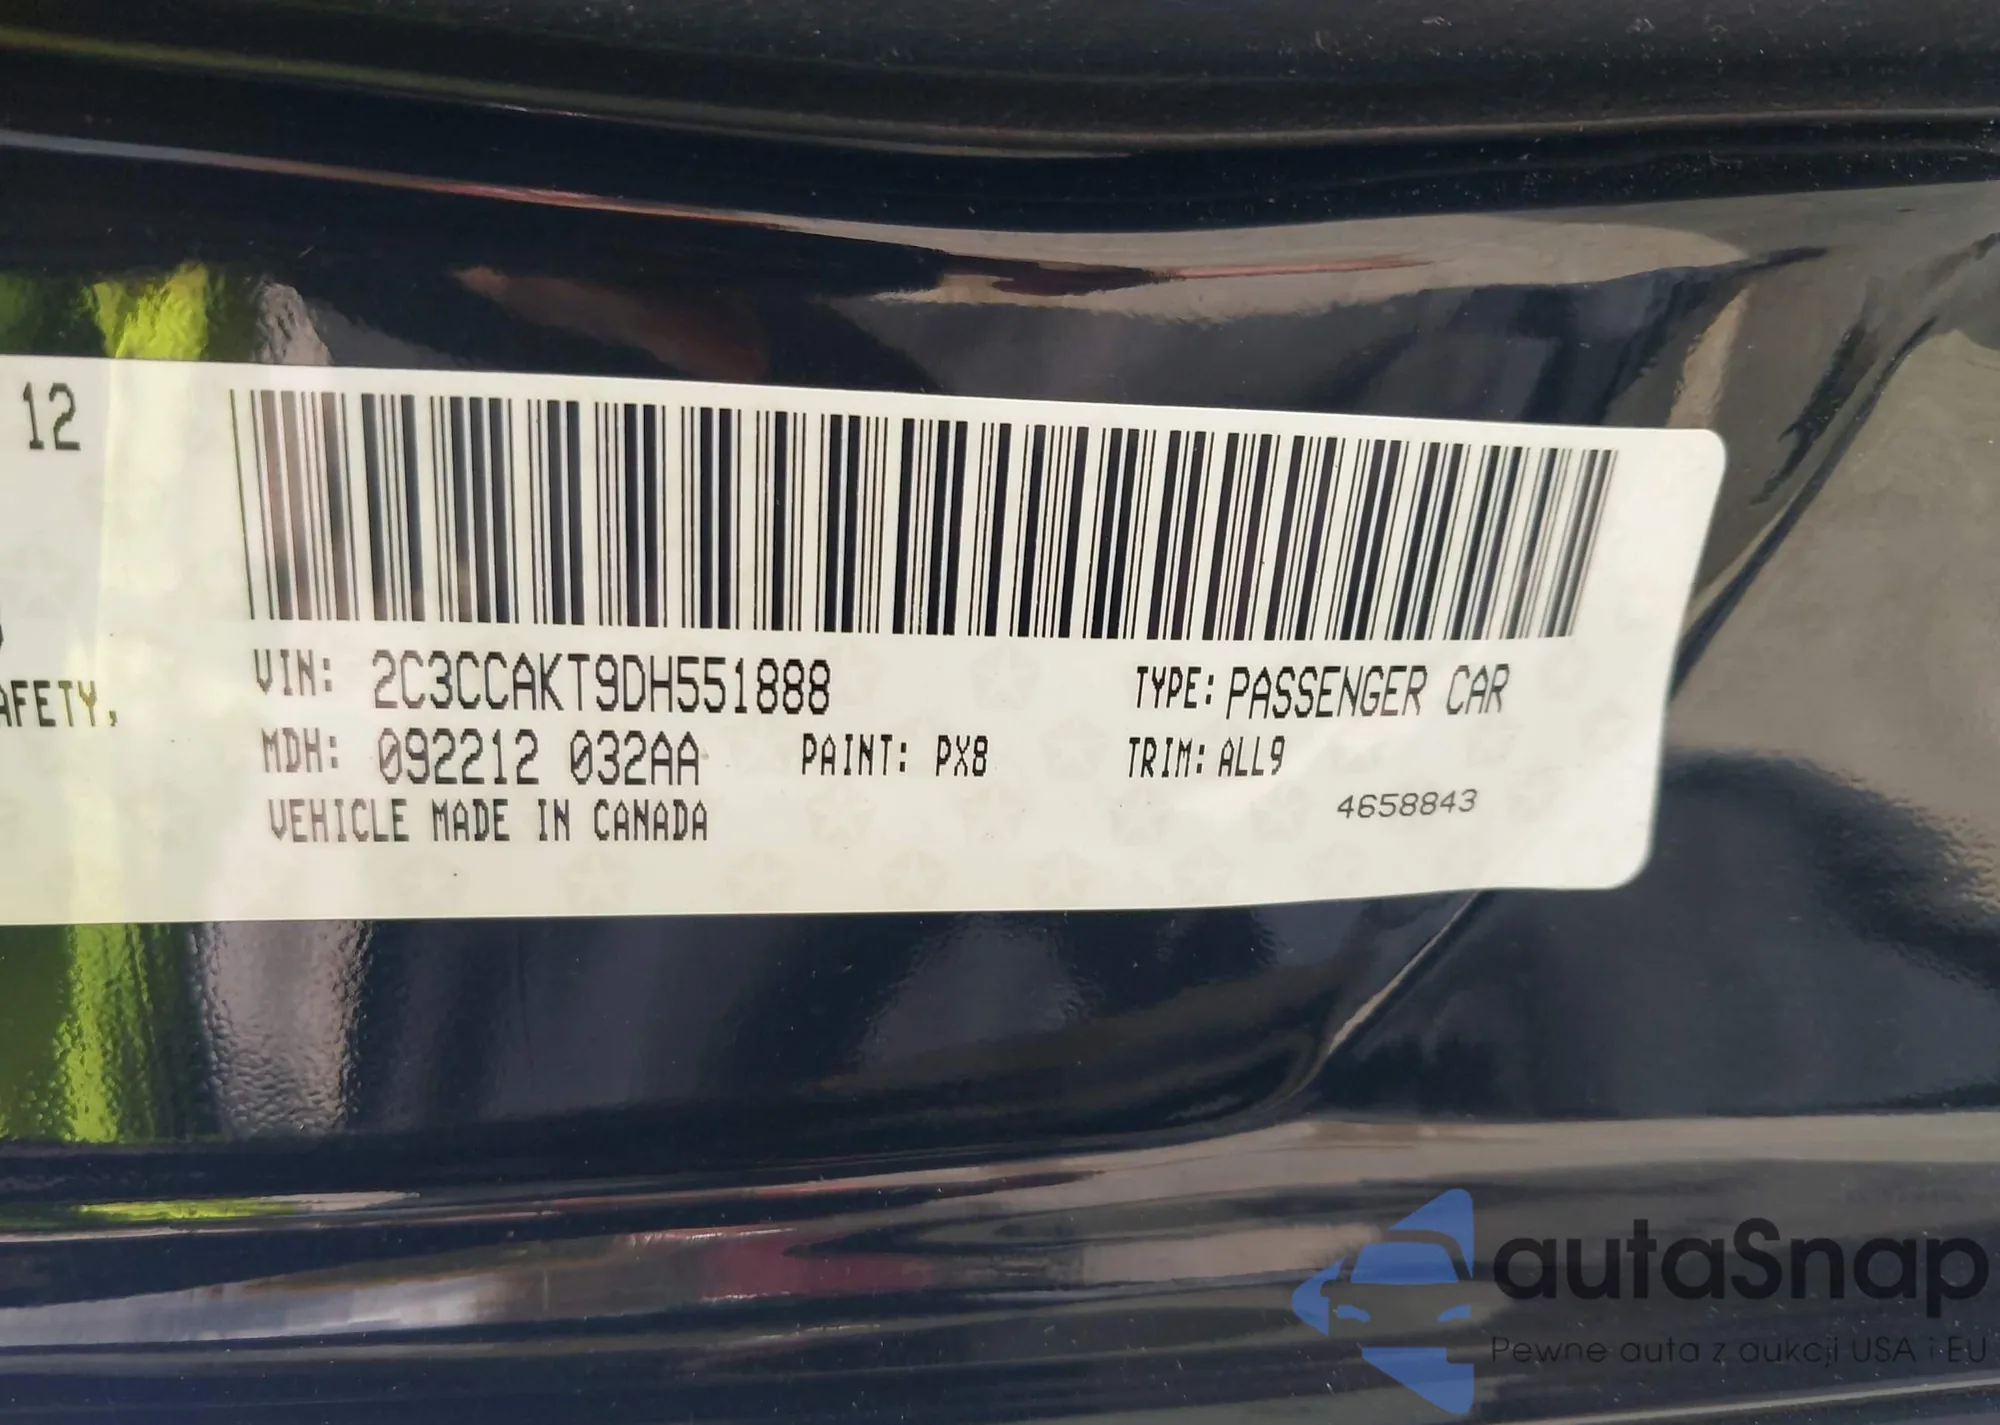 12
AFETY,
VIN: 2C3CCAKT9DH551888 TYPE: PASSENGER CAR
MDH: 092212 032AA PAINT: PX8 TRIM: ALL9
VEHICLE MADE IN CANADA 4658843
autaSnap
Pewne auta z aukcji USA i EU